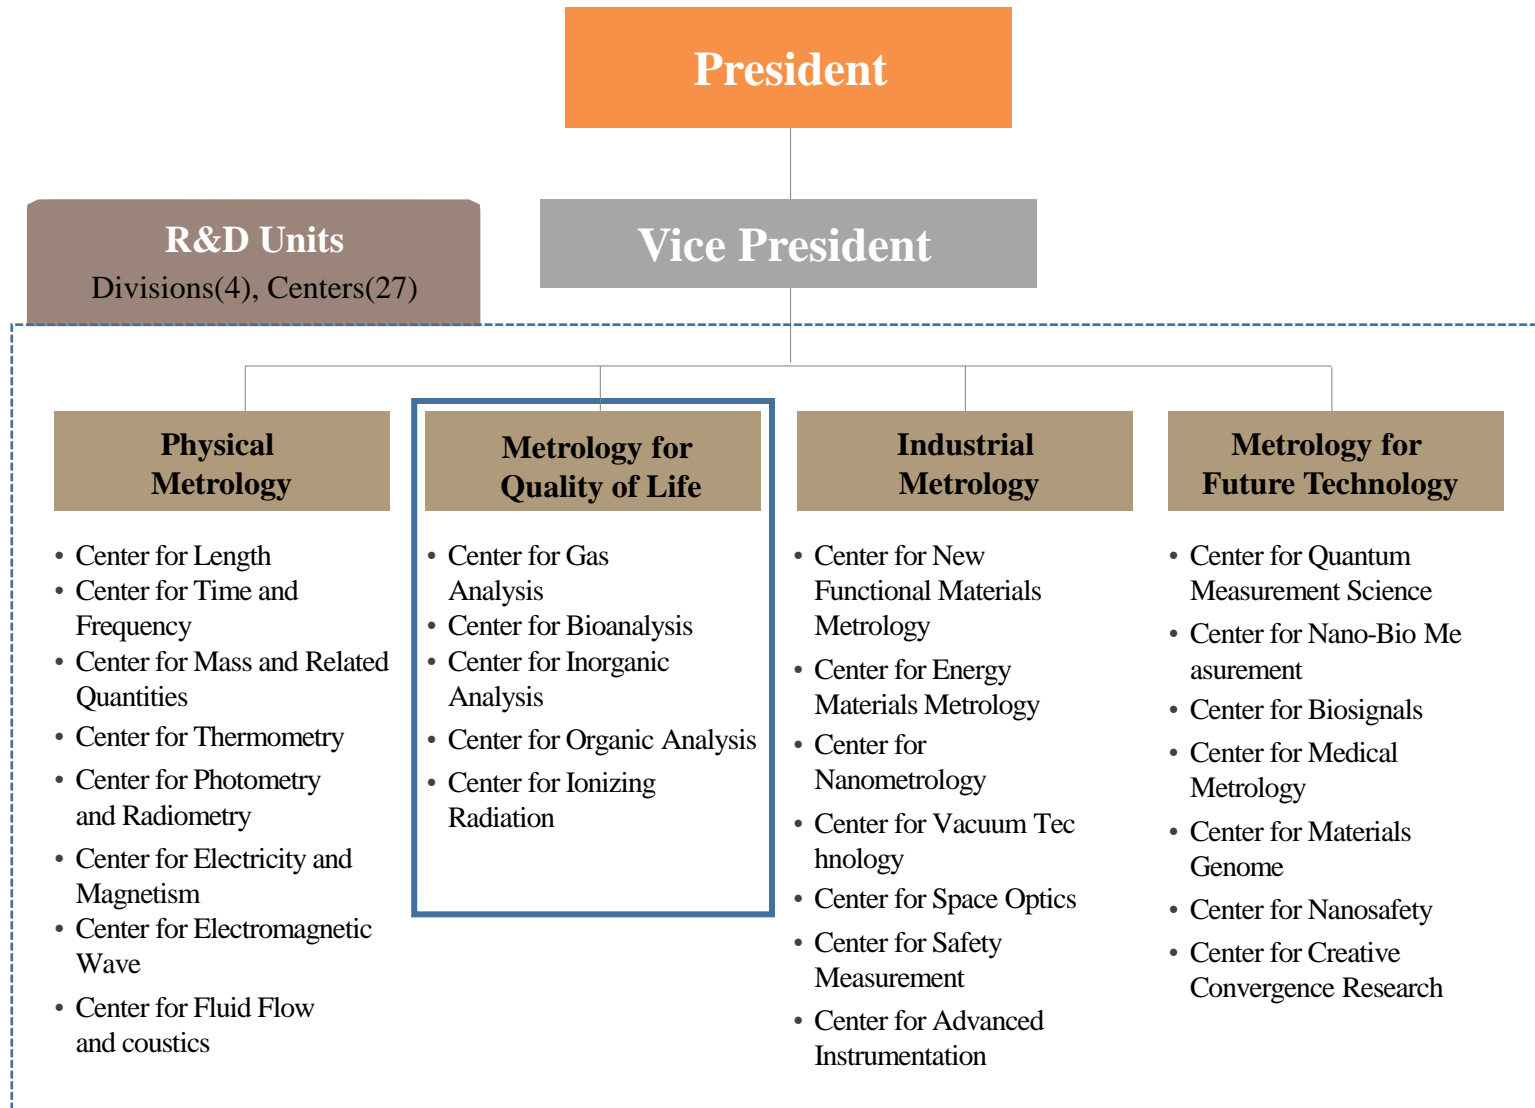 President
R&D Units
Divisions(4), Centers(27)
Vice President
Physical
Metrology
• Center for Length
• Center for Time and
Frequency
• Center for Mass and Related
Quantities
• Center for Thermometry
• Center for Photometry
and Radiometry
• Center for Electricity and
Magnetism
• Center for Electromagnetic
Wave
• Center for Fluid Flow
and coustics
Metrology for
Quality of Life
• Center for Gas
Analysis
• Center for Bioanalysis
• Center for Inorganic
Analysis
• Center for Organic Analysis
• Center for Ionizing
Radiation
Industrial
Metrology
• Center for New
Functional Materials
Metrology
• Center for Energy
Materials Metrology
• Center for
Nanometrology
• Center for Vacuum Tec
hnology
• Center for Space Optics
• Center for Safety
Measurement
• Center for Advanced
Instrumentation
Metrology for
Future Technology
• Center for Quantum
Measurement Science
• Center for Nano-Bio Me
asurement
• Center for Biosignals
• Center for Medical
Metrology
• Center for Materials
Genome
• Center for Nanosafety
• Center for Creative
Convergence Research